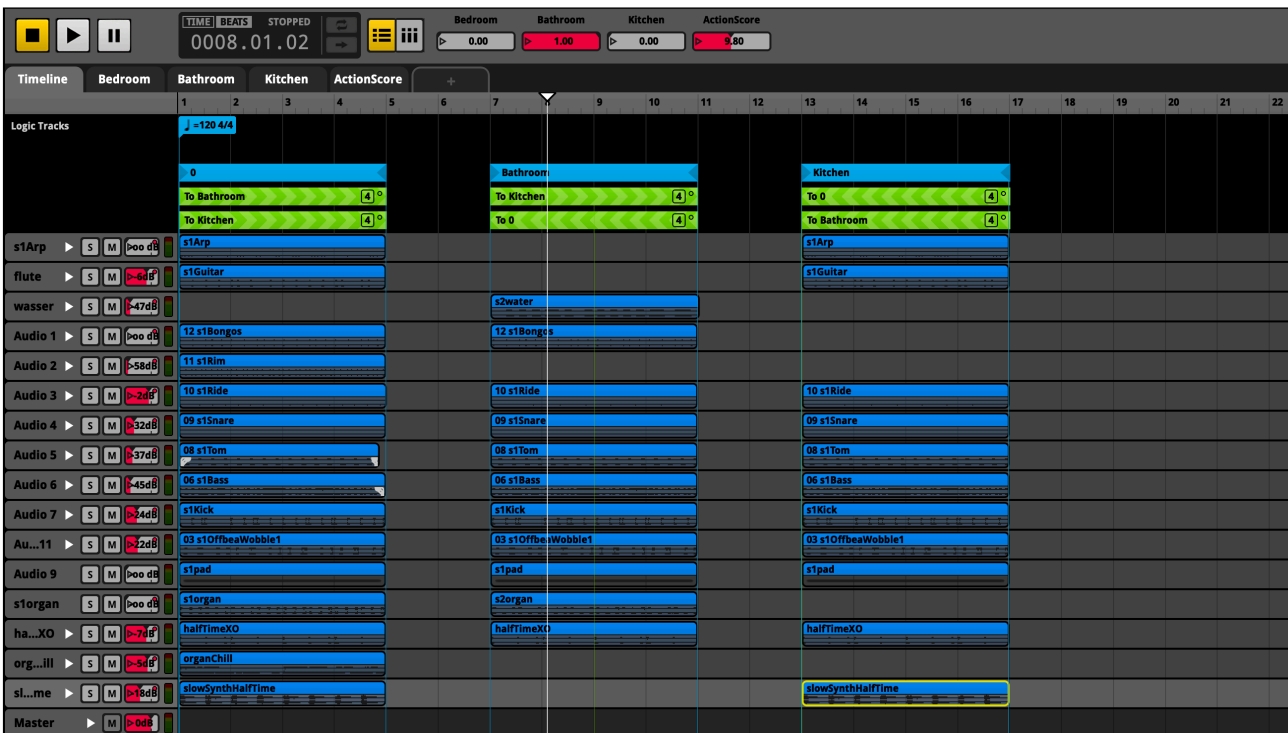 Bedroom Bathroom Kitchen ActionScore
TIME BEATS STOPPED
0008.01.02
0.00 1.00 0.00 9.80
Timeline Bedroom Bathroom Kitchen ActionScore +
1 2 3 4 5 6 7 9 10 11 12 13 14 15 16 17 18 19 20 21 22
Logic Tracks
=120 4/4
0 Bathroom Kitchen
To Bathroom 4 To Kitchen 4 To 0 4
To Kitchen 4 To 0 4 To Bathroom 4
s1Arp S M oo dB s1Arp s1Arp
flute S M -6dB s1Guitar s1Guitar
wasser S M 47dB s2water
Audio 1 S M oo dB 12 s1Bongos 12 s1Bongos
Audio 2 S M 58dB 11 s1Rim
Audio 3 S M -2dB 10 s1Ride 10 s1Ride 10 s1Ride
Audio 4 S M 32dB 09 s1Snare 09 s1Snare 09 s1Snare
Audio 5 S M 37dB 08 s1Tom 08 s1Tom 08 s1Tom
Audio 6 S M 45dB 06 s1Bass 06 s1Bass 06 s1Bass
Audio 7 S M 24dB s1Kick s1Kick s1Kick
Au...11 S M 22dB 03 s1OffbeaWobble1 03 s1OffbeaWobble1 03 s1OffbeaWobble1
Audio 9 S M oo dB s1pad s1pad s1pad
s1organ S M oo dB s1organ s2organ
ha...XO S M -7dB halfTimeXO halfTimeXO halfTimeXO
org...ill S M -5dB organChill
sl...me S M 18dB slowSynthHalfTime slowSynthHalfTime
Master M 0dB